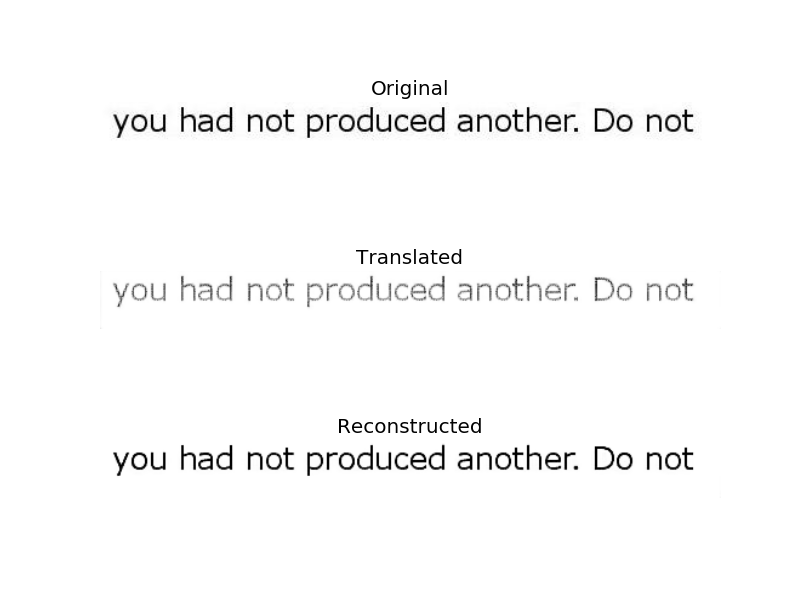 Original
you had not produced another. Do not
Translated
you had not produced another. Do not
Reconstructed
you had not produced another. Do not